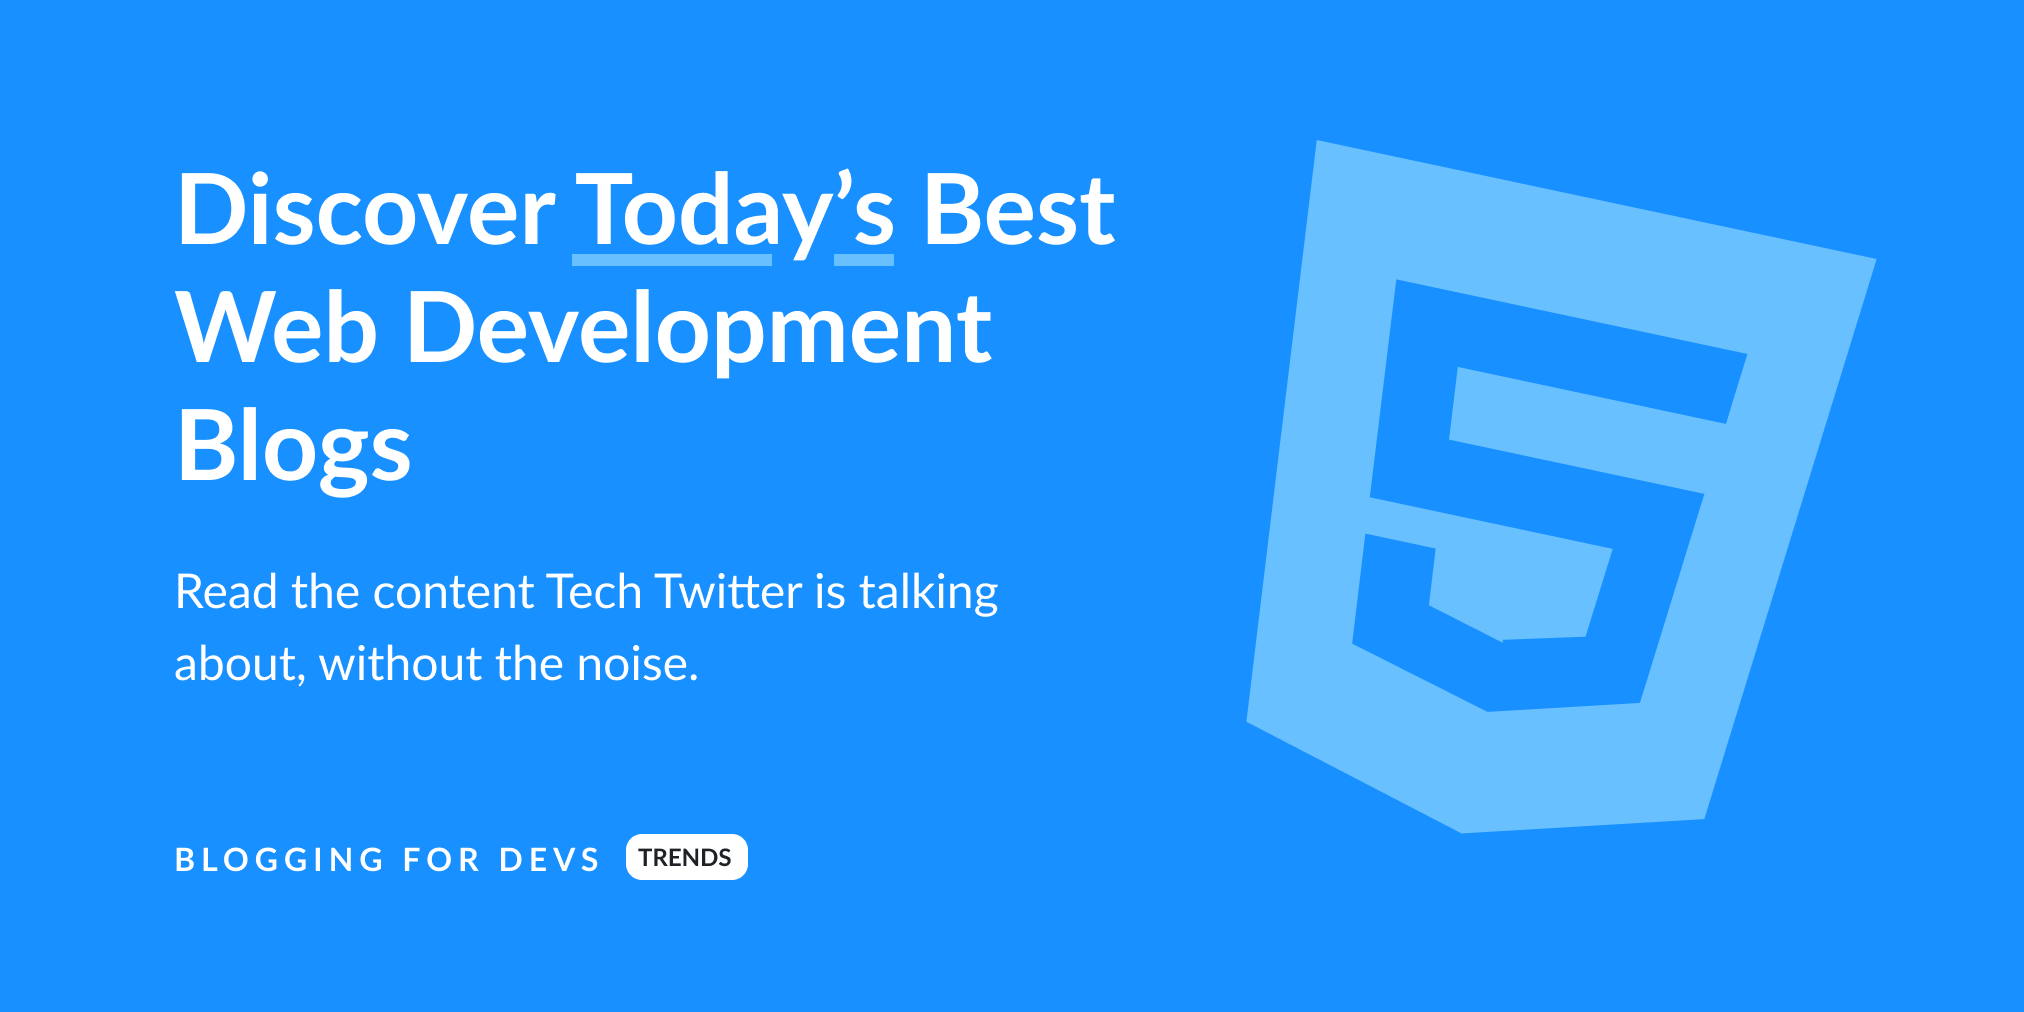 Discover Today’s Best
Web Development
Blogs
Read the content Tech Twitter is talking
about, without the noise.
BLOGGING FOR DEVS TRENDS